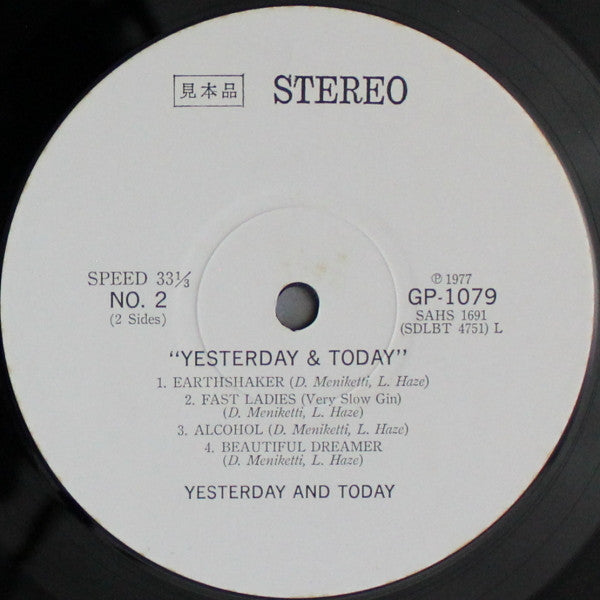 見本品 STEREO
SPEED 33⅓
NO. 2
(2 Sides)
℗ 1977
GP-1079
SAHS 1691
(SDLBT 4751) L
"YESTERDAY & TODAY"
1. EARTHSHAKER (D. Meniketti, L. Haze)
2. FAST LADIES (Very Slow Gin)
(D. Meniketti, L. Haze)
3. ALCOHOL (D. Meniketti, L. Haze)
4. BEAUTIFUL DREAMER
(D. Meniketti, L. Haze)
YESTERDAY AND TODAY